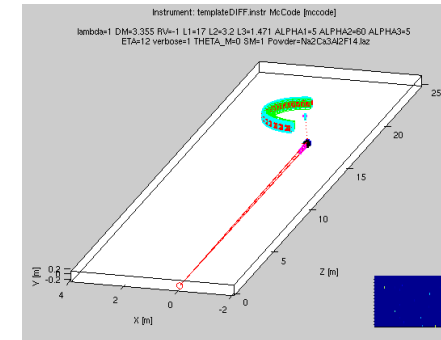 Instrument: templateDIFF.instr McCode [mccode]
lambda=1 DM=3.355 RV=-1 L1=17 L2=3.2 L3=1.471 ALPHA1=5 ALPHA2=60 ALPHA3=5
ETA=12 verbose=1 THETA_M=0 SM=1 Powder=Na2Ca3Al2F14.laz
25
20
15
10
5
0
Z [m]
0.2
0
-0.2
Y [m]
4
2
0
-2
X [m]